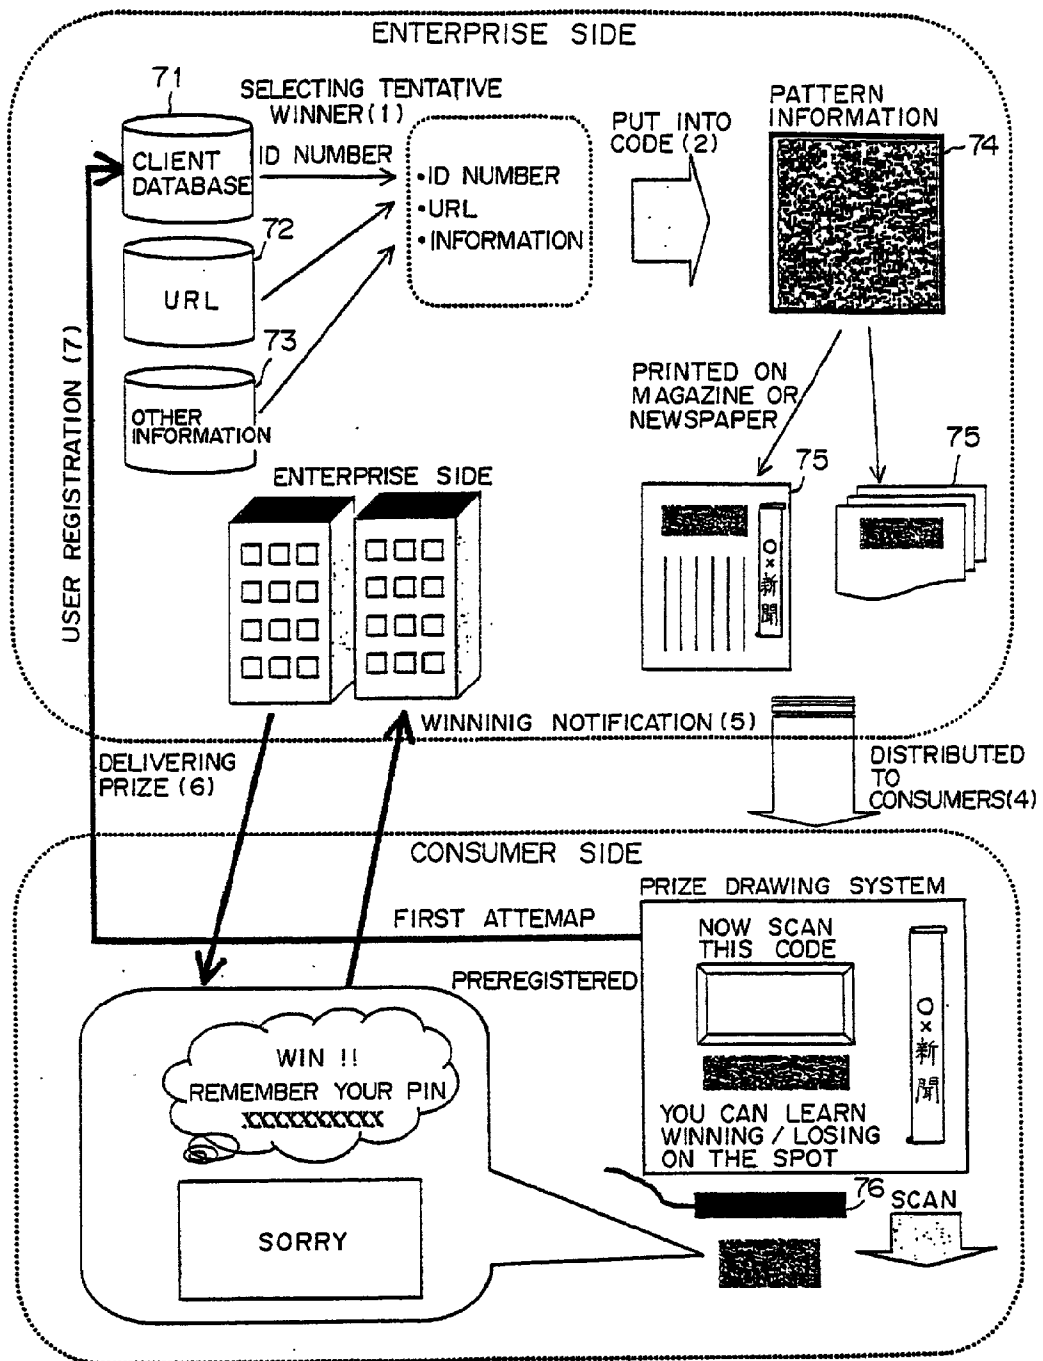 ENTERPRISE SIDE
71
SELECTING TENTATIVE
WINNER(1)
CLIENT
DATABASE
ID NUMBER
•ID NUMBER
•URL
•INFORMATION
PUT INTO
CODE(2)
PATTERN
INFORMATION
74
72
URL
73
OTHER
INFORMATION
USER REGISTRATION (7)
PRINTED ON
MAGAZINE OR
NEWSPAPER
75
75
○×新聞
ENTERPRISE SIDE
WINNINIG NOTIFICATION(5)
DELIVERING
PRIZE(6)
DISTRIBUTED
TO
CONSUMERS(4)
CONSUMER SIDE
PRIZE DRAWING SYSTEM
FIRST ATTEMAP
NOW SCAN
THIS CODE
PREREGISTERED
○×新聞
WIN !!
REMEMBER YOUR PIN
XXXXXXXXXXX
YOU CAN LEARN
WINNING/LOSING
ON THE SPOT
76
SCAN
SORRY